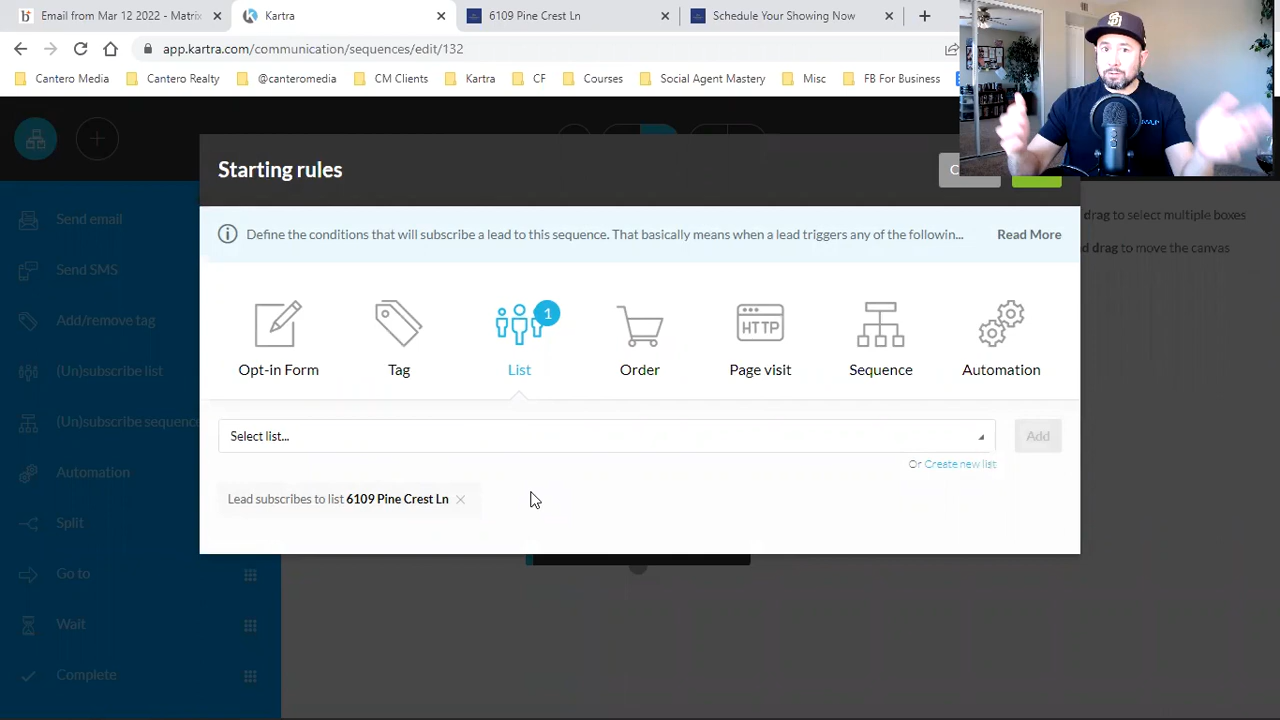 Email from Mar 12 2022 - Matrix
Kartra
6109 Pine Crest Ln
Schedule Your Showing Now
app.kartra.com/communication/sequences/edit/132
Cantero Media
Cantero Realty
@canteromedia
CM Clients
Kartra
CF
Courses
Social Agent Mastery
Misc
FB For Business
Starting rules
Define the conditions that will subscribe a lead to this sequence. That basically means when a lead triggers any of the followin...
Read More
drag to select multiple boxes
d drag to move the canvas
Send email
Send SMS
Add/remove tag
(Un)subscribe list
(Un)subscribe sequence
Automation
Split
Go to
Wait
Complete
Opt-in Form
Tag
1
List
Order
HTTP
Page visit
Sequence
Automation
Select list...
Add
Or Create new list
Lead subscribes to list 6109 Pine Crest Ln